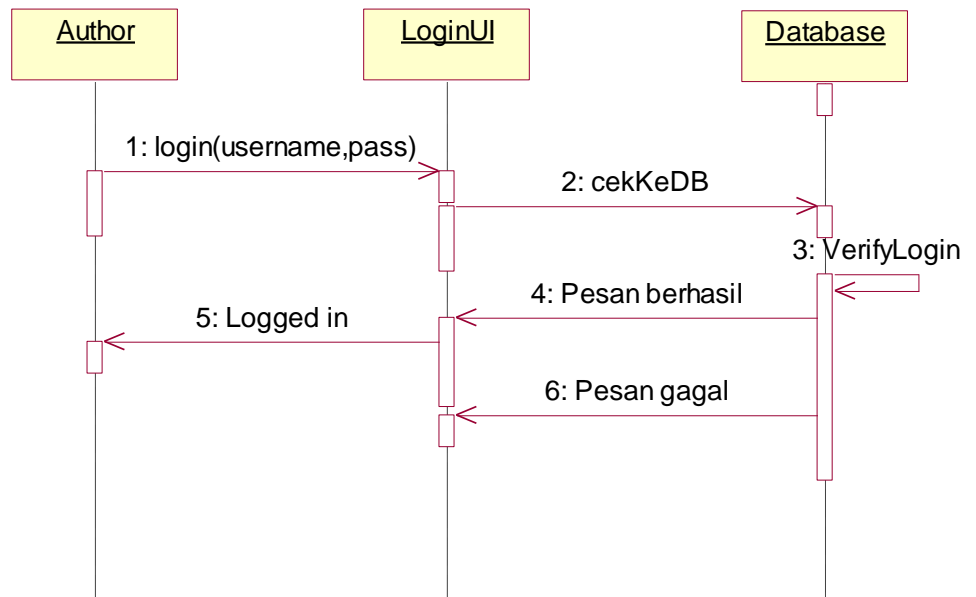 Author
LoginUI
Database
1: login(username,pass)
2: cekKeDB
3: VerifyLogin
4: Pesan berhasil
5: Logged in
6: Pesan gagal